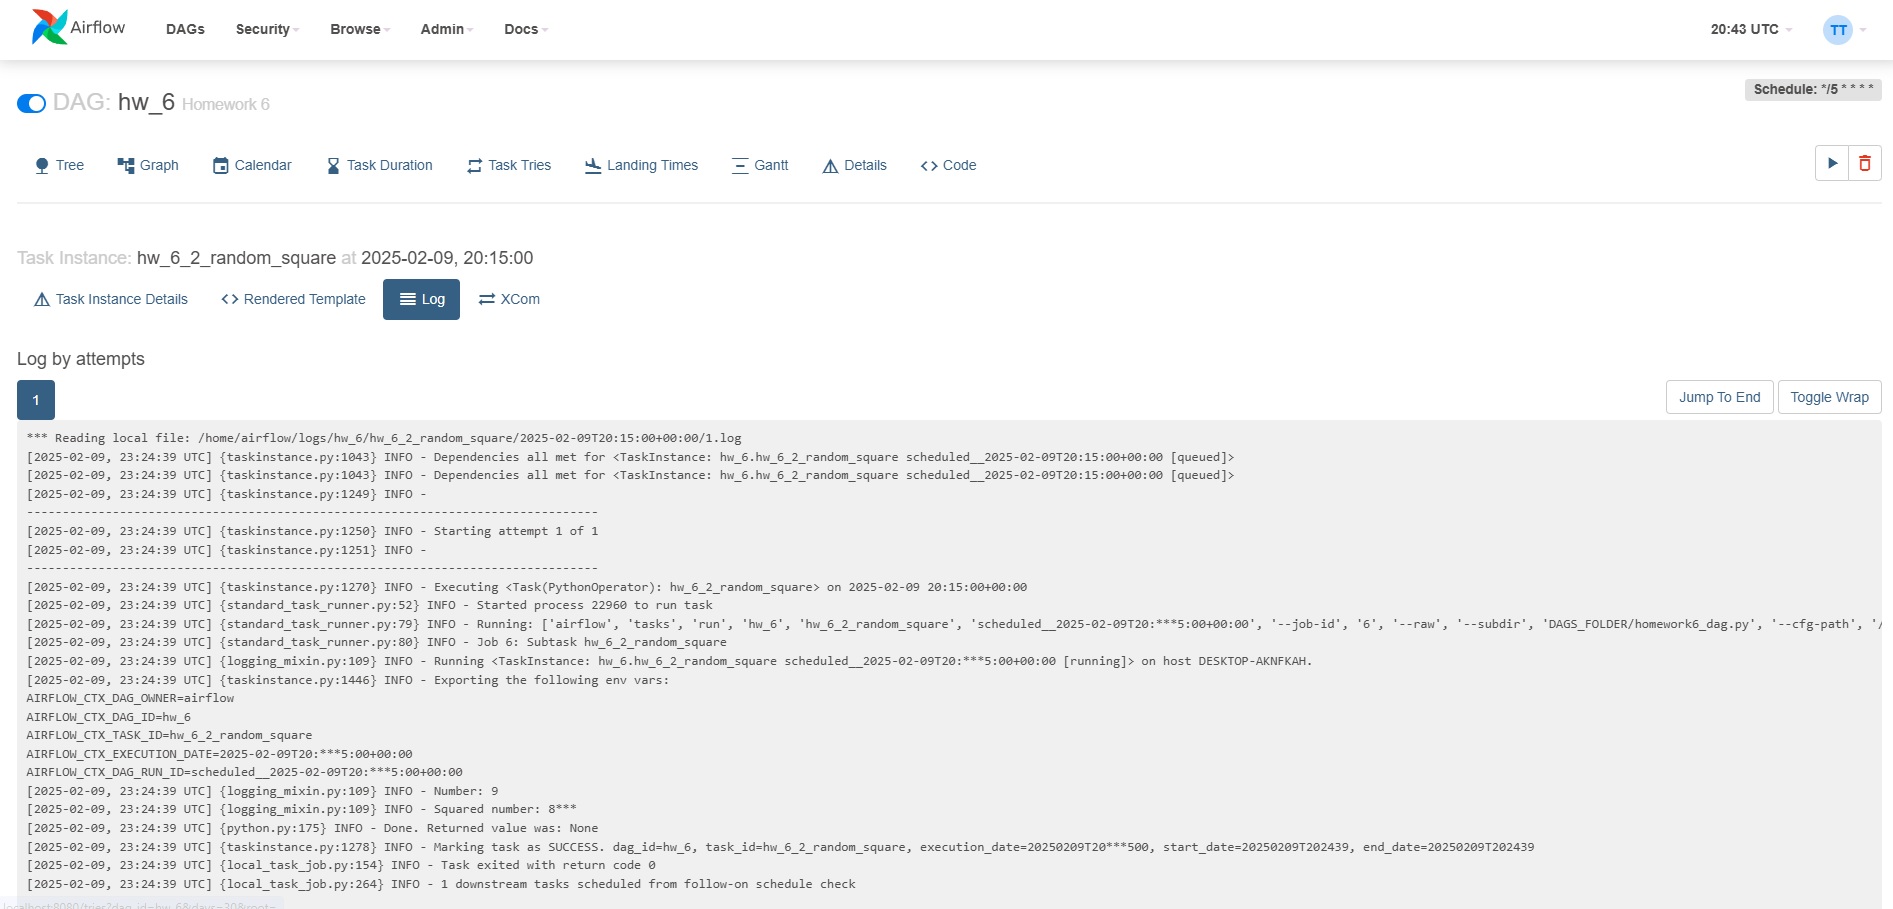 Airflow DAGs Security Browse Admin Docs 20:43 UTC TT
DAG: hw_6 Homework 6 Schedule: */5 * * * *
Tree Graph Calendar Task Duration Task Tries Landing Times Gantt Details <> Code
Task Instance: hw_6_2_random_square at 2025-02-09, 20:15:00
Task Instance Details <> Rendered Template Log XCom
Log by attempts
1 Jump To End Toggle Wrap
*** Reading local file: /home/airflow/logs/hw_6/hw_6_2_random_square/2025-02-09T20:15:00+00:00/1.log
[2025-02-09, 23:24:39 UTC] {taskinstance.py:1043} INFO - Dependencies all met for <TaskInstance: hw_6.hw_6_2_random_square scheduled__2025-02-09T20:15:00+00:00 [queued]>
[2025-02-09, 23:24:39 UTC] {taskinstance.py:1043} INFO - Dependencies all met for <TaskInstance: hw_6.hw_6_2_random_square scheduled__2025-02-09T20:15:00+00:00 [queued]>
[2025-02-09, 23:24:39 UTC] {taskinstance.py:1249} INFO -
--------------------------------------------------------------------------------
[2025-02-09, 23:24:39 UTC] {taskinstance.py:1250} INFO - Starting attempt 1 of 1
[2025-02-09, 23:24:39 UTC] {taskinstance.py:1251} INFO -
--------------------------------------------------------------------------------
[2025-02-09, 23:24:39 UTC] {taskinstance.py:1270} INFO - Executing <Task(PythonOperator): hw_6_2_random_square> on 2025-02-09 20:15:00+00:00
[2025-02-09, 23:24:39 UTC] {standard_task_runner.py:52} INFO - Started process 22960 to run task
[2025-02-09, 23:24:39 UTC] {standard_task_runner.py:79} INFO - Running: ['airflow', 'tasks', 'run', 'hw_6', 'hw_6_2_random_square', 'scheduled__2025-02-09T20:***5:00+00:00', '--job-id', '6', '--raw', '--subdir', 'DAGS_FOLDER/homework6_dag.py', '--cfg-path', '/
[2025-02-09, 23:24:39 UTC] {standard_task_runner.py:80} INFO - Job 6: Subtask hw_6_2_random_square
[2025-02-09, 23:24:39 UTC] {logging_mixin.py:109} INFO - Running <TaskInstance: hw_6.hw_6_2_random_square scheduled__2025-02-09T20:***5:00+00:00 [running]> on host DESKTOP-AKNFKAH.
[2025-02-09, 23:24:39 UTC] {taskinstance.py:1446} INFO - Exporting the following env vars:
AIRFLOW_CTX_DAG_OWNER=airflow
AIRFLOW_CTX_DAG_ID=hw_6
AIRFLOW_CTX_TASK_ID=hw_6_2_random_square
AIRFLOW_CTX_EXECUTION_DATE=2025-02-09T20:***5:00+00:00
AIRFLOW_CTX_DAG_RUN_ID=scheduled__2025-02-09T20:***5:00+00:00
[2025-02-09, 23:24:39 UTC] {logging_mixin.py:109} INFO - Number: 9
[2025-02-09, 23:24:39 UTC] {logging_mixin.py:109} INFO - Squared number: 8***
[2025-02-09, 23:24:39 UTC] {python.py:175} INFO - Done. Returned value was: None
[2025-02-09, 23:24:39 UTC] {taskinstance.py:1278} INFO - Marking task as SUCCESS. dag_id=hw_6, task_id=hw_6_2_random_square, execution_date=20250209T20***500, start_date=20250209T202439, end_date=20250209T202439
[2025-02-09, 23:24:39 UTC] {local_task_job.py:154} INFO - Task exited with return code 0
[2025-02-09, 23:24:39 UTC] {local_task_job.py:264} INFO - 1 downstream tasks scheduled from follow-on schedule check
localhost:8080/tries?dag_id=hw_6&days=30&root=